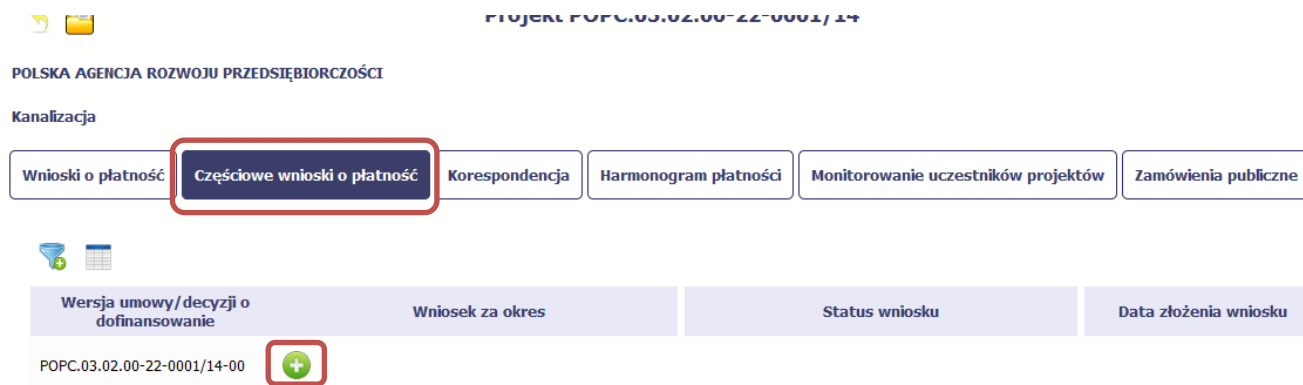 Projekt POPC.03.02.00-22-0001/14
POLSKA AGENCJA ROZWOJU PRZEDSIĘBIORCZOŚCI
Kanalizacja
Wnioski o płatność Częściowe wnioski o płatność Korespondencja Harmonogram płatności Monitorowanie uczestników projektów Zamówienia publiczne
Wersja umowy/decyzji o dofinansowanie Wniosek za okres Status wniosku Data złożenia wniosku
POPC.03.02.00-22-0001/14-00